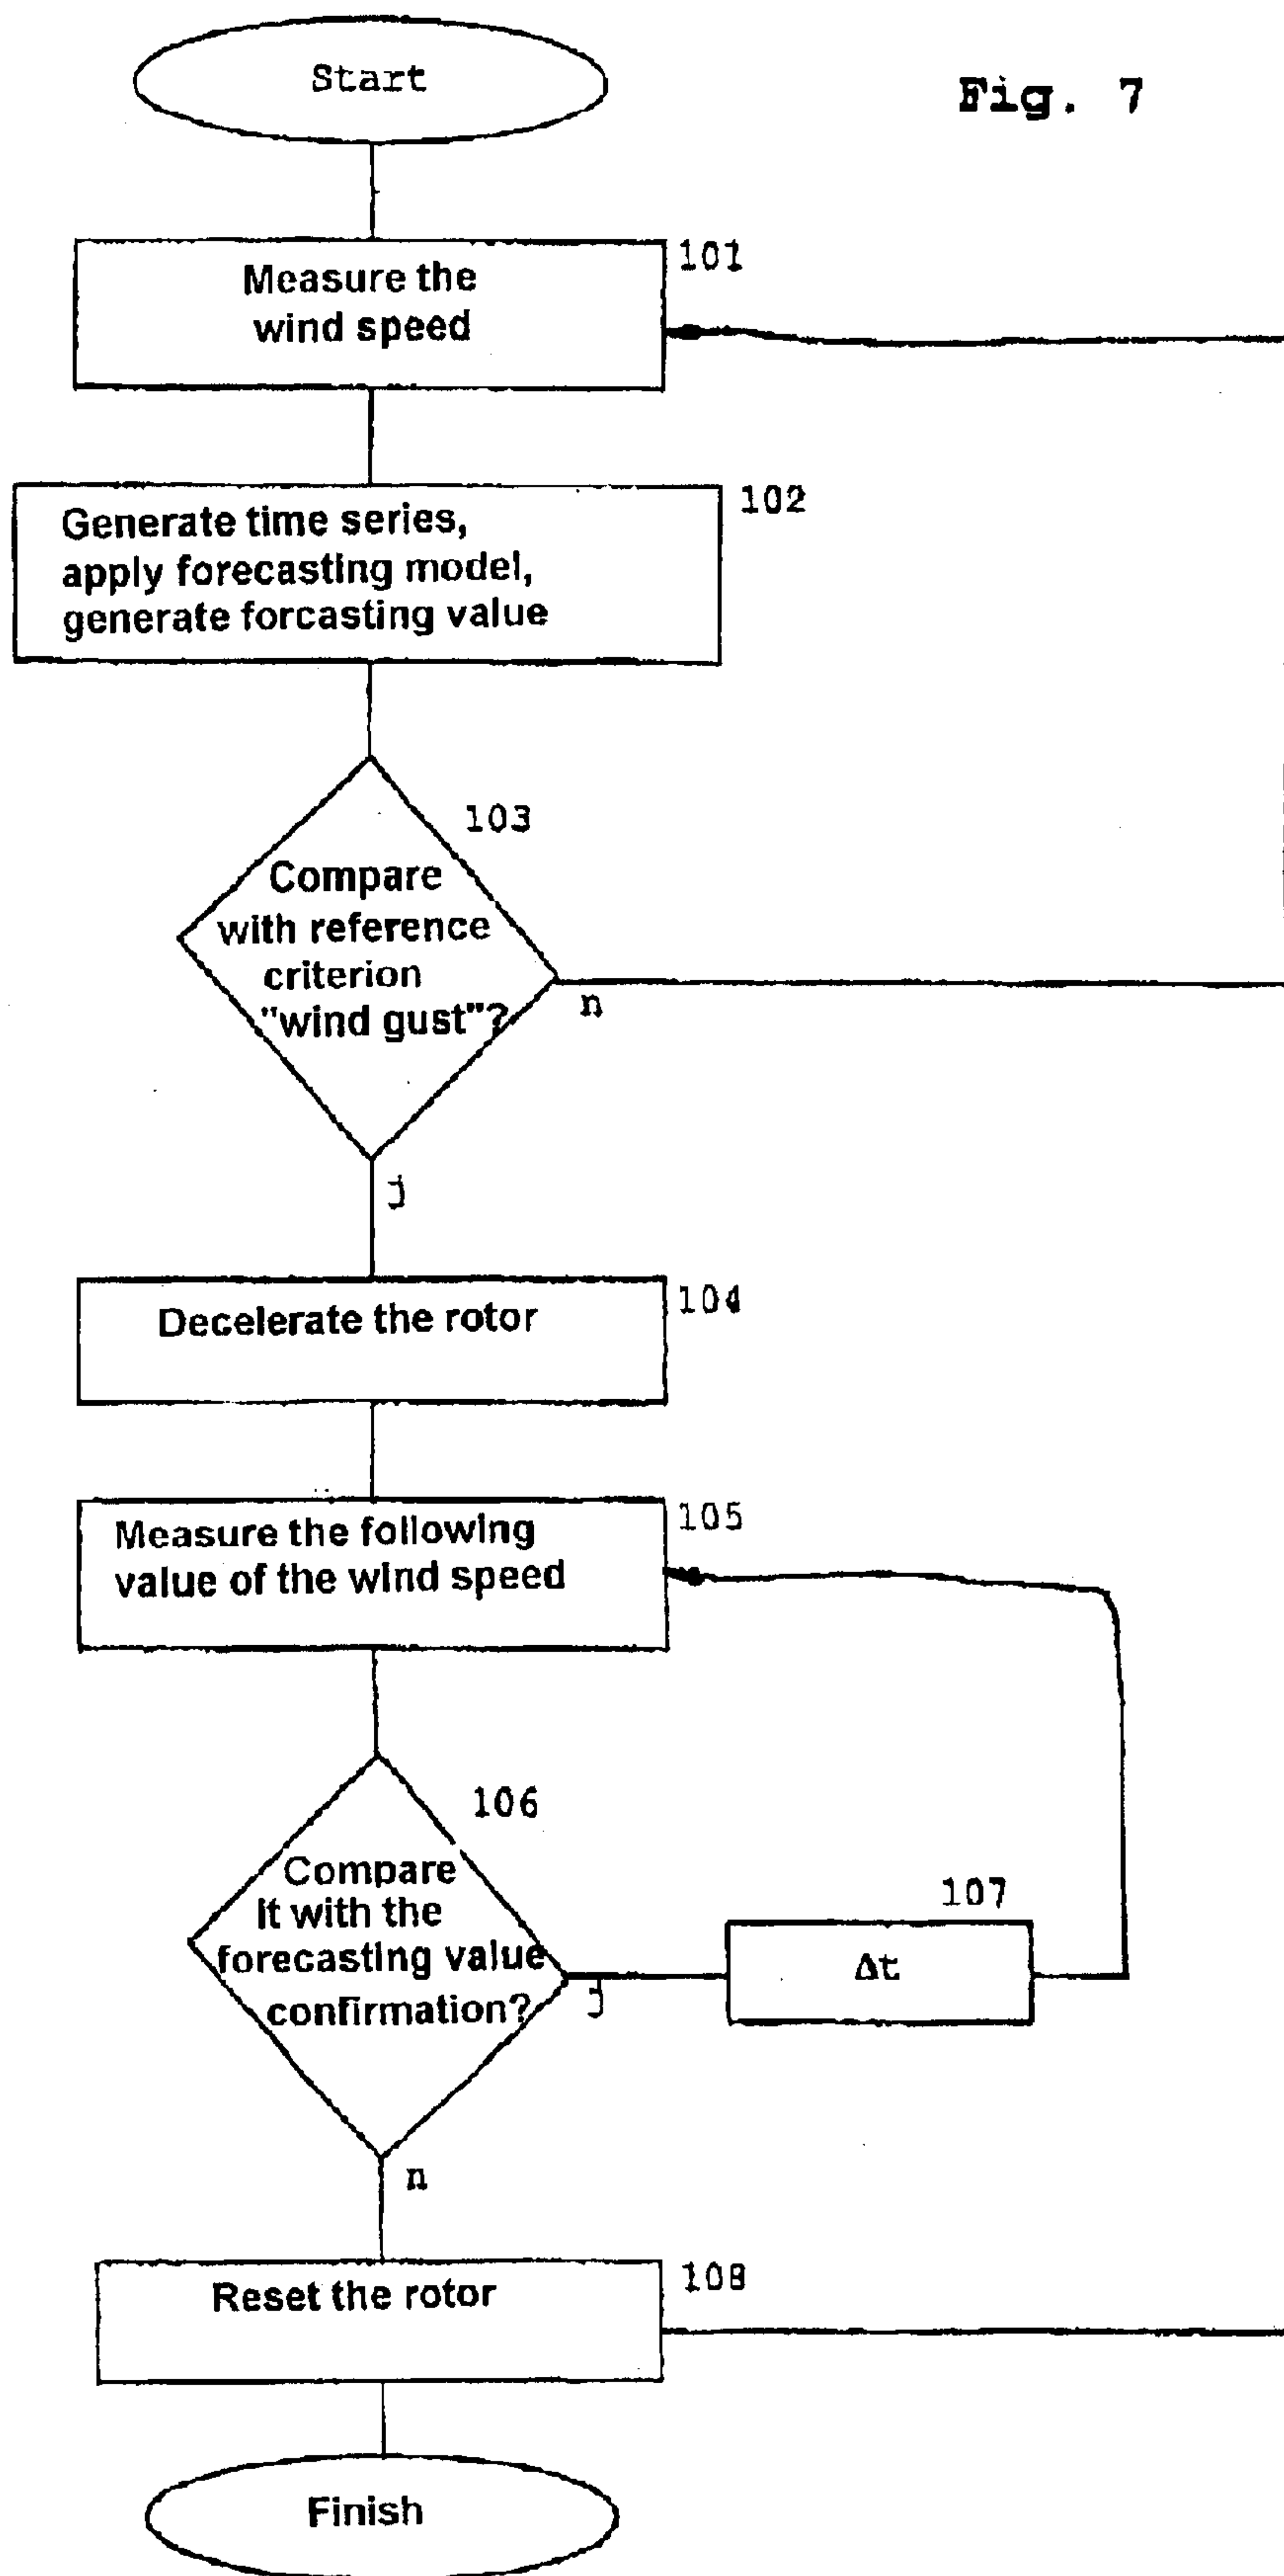 Start
Fig. 7
101
Measure the
wind speed
102
Generate time series,
apply forecasting model,
generate forcasting value
103
Compare
with reference
criterion
"wind gust"?
n
j
104
Decelerate the rotor
105
Measure the following
value of the wind speed
106
Compare
it with the
forecasting value
confirmation?
j
107
Δt
n
108
Reset the rotor
Finish